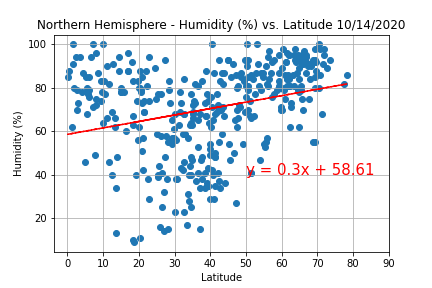 Northern Hemisphere - Humidity (%) vs. Latitude 10/14/2020
100
80
60
40
20
Humidity (%)
y = 0.3x + 58.61
0 10 20 30 40 50 60 70 80 90
Latitude